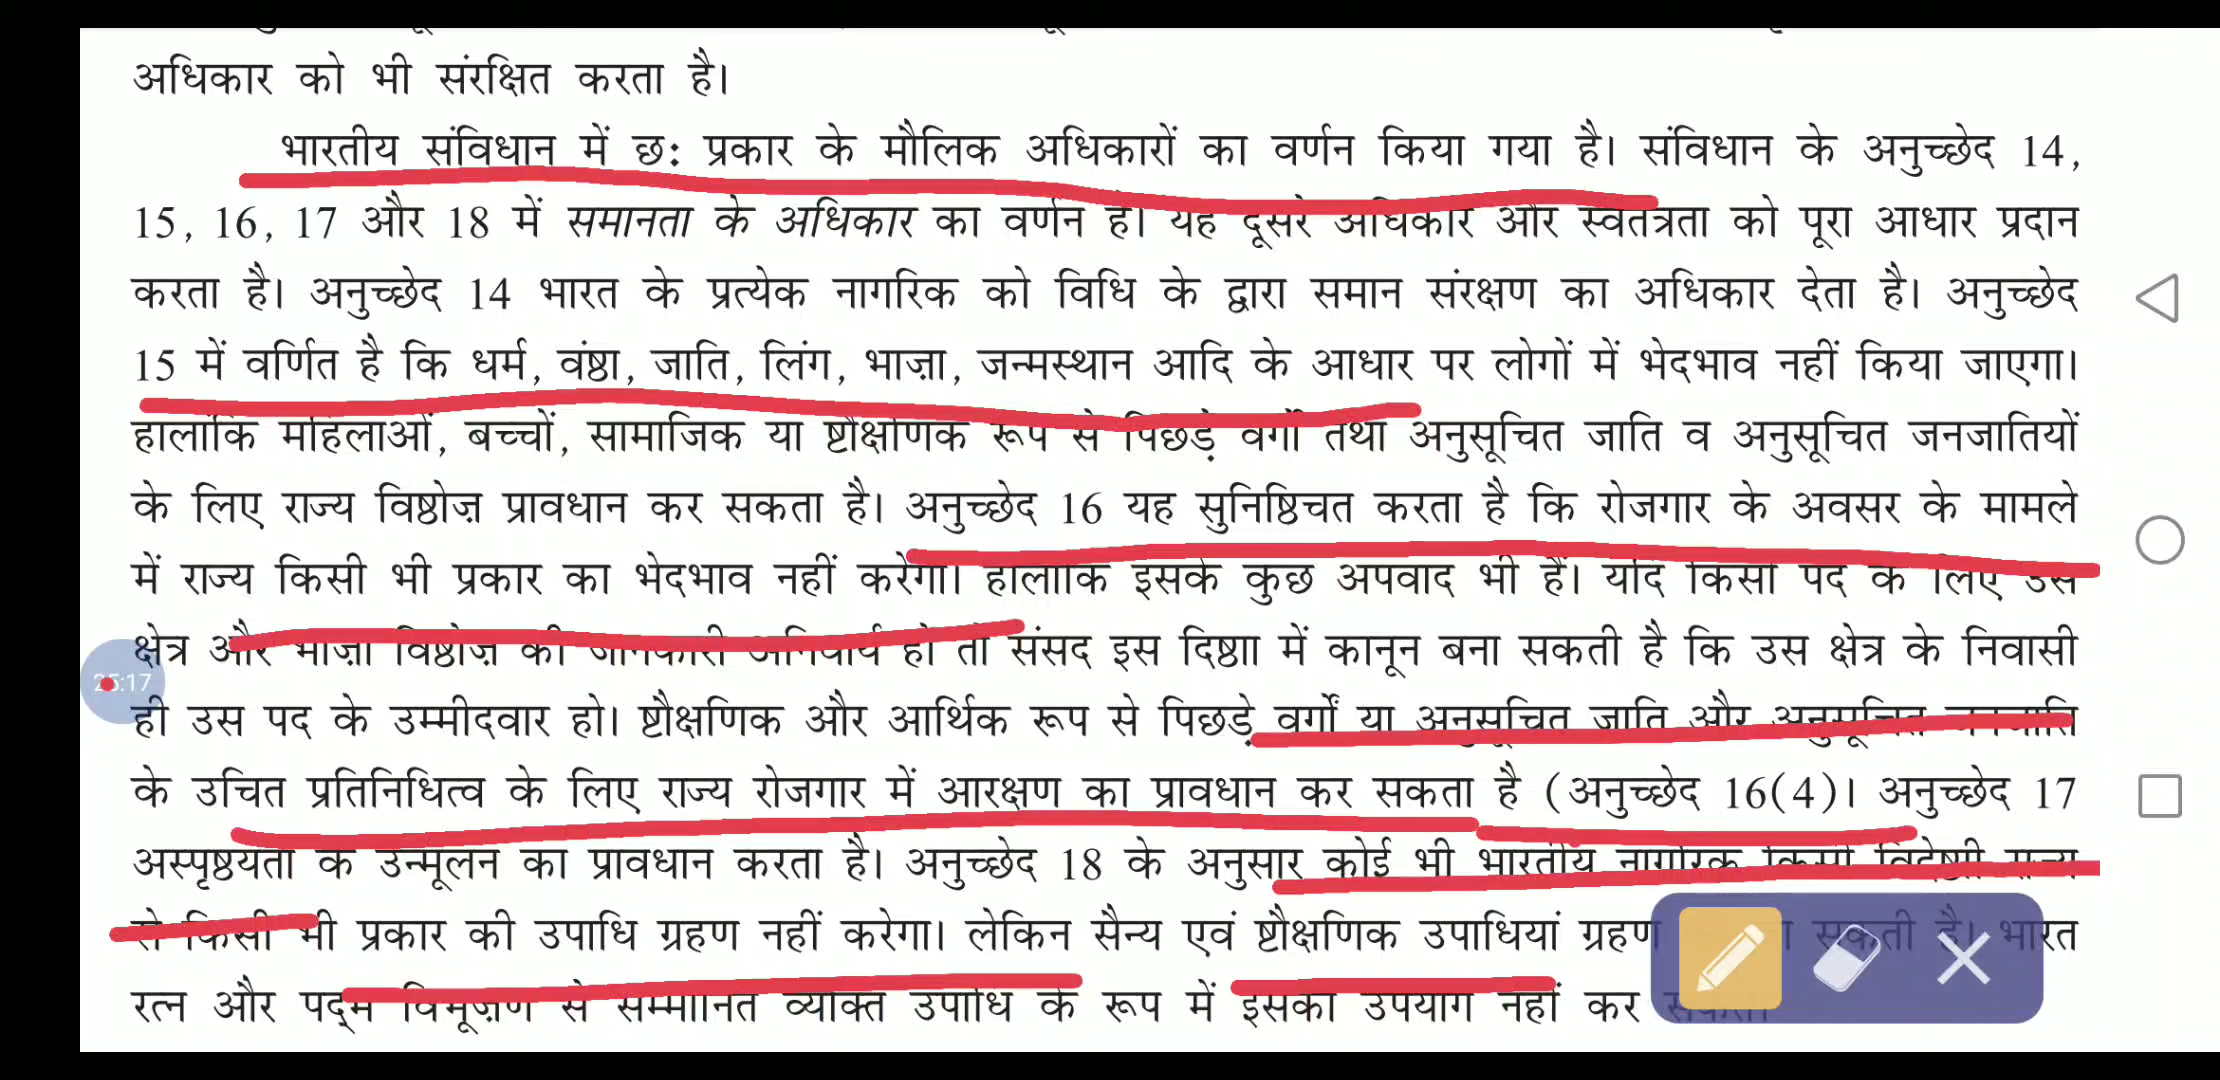 अधिकार को भी संरक्षित करता है।
भारतीय संविधान में छः प्रकार के मौलिक अधिकारों का वर्णन किया गया है। संविधान के अनुच्छेद 14,
15, 16, 17 और 18 में समानता के अधिकार का वर्णन है। यह दूसरे अधिकार और स्वतंत्रता को पूरा आधार प्रदान
करता है। अनुच्छेद 14 भारत के प्रत्येक नागरिक को विधि के द्वारा समान संरक्षण का अधिकार देता है। अनुच्छेद
15 में वर्णित है कि धर्म, वंष्ठा, जाति, लिंग, भाज़ा, जन्मस्थान आदि के आधार पर लोगों में भेदभाव नहीं किया जाएगा।
हालांकि महिलाओं, बच्चों, सामाजिक या ष्टौक्षणिक रूप से पिछड़े वर्गों तथा अनुसूचित जाति व अनुसूचित जनजातियों
के लिए राज्य विष्ठोज़ प्रावधान कर सकता है। अनुच्छेद 16 यह सुनिष्ठिचत करता है कि रोजगार के अवसर के मामले
में राज्य किसी भी प्रकार का भेदभाव नहीं करेगा। हालांकि इसके कुछ अपवाद भी हैं। यदि किसी पद के लिए उस
क्षेत्र और भाज़ा विष्ठोज़ की जानकारी अनिवार्य हो तो संसद इस दिष्ठाा में कानून बना सकती है कि उस क्षेत्र के निवासी
25:17
ही उस पद के उम्मीदवार हो। ष्टौक्षणिक और आर्थिक रूप से पिछड़े वर्गों या अनुसूचित जाति और अनुसूचित जनजाति
के उचित प्रतिनिधित्व के लिए राज्य रोजगार में आरक्षण का प्रावधान कर सकता है (अनुच्छेद 16(4)। अनुच्छेद 17
अस्पृष्ठयता के उन्मूलन का प्रावधान करता है। अनुच्छेद 18 के अनुसार कोई भी भारतीय नागरिक किसी विदेष्ठाी राज्य
से किसी भी प्रकार की उपाधि ग्रहण नहीं करेगा। लेकिन सैन्य एवं ष्टौक्षणिक उपाधियां ग्रहण सकती है। भारत
रत्न और पद्म विभूज़ण से सम्मानित व्यक्ति उपाधि के रूप में इसका उपयोग नहीं कर